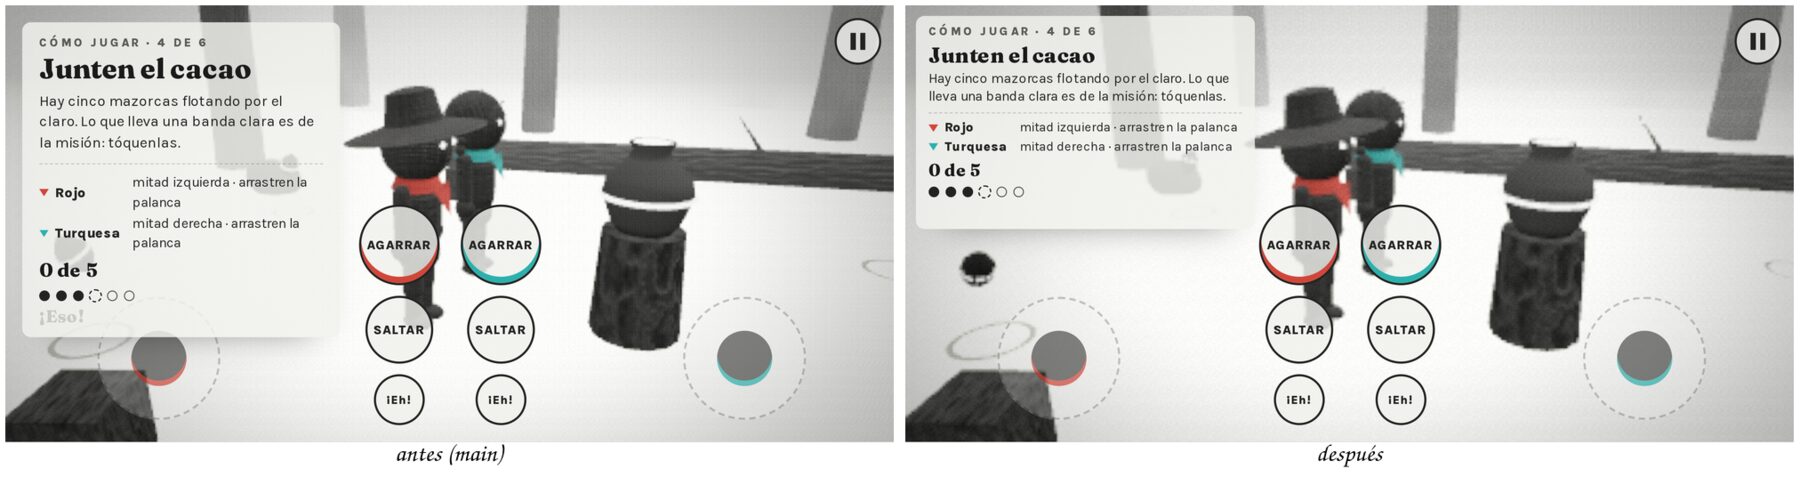 CÓMO JUGAR · 4 DE 6
Junten el cacao
Hay cinco mazorcas flotando por el
claro. Lo que lleva una banda clara es de
la misión: tóquenlas.
Rojo mitad izquierda · arrastren la
palanca
Turquesa mitad derecha · arrastren la
palanca
0 de 5
¡Eso!
AGARRAR AGARRAR
SALTAR SALTAR
¡Eh! ¡Eh!
antes (main)
CÓMO JUGAR · 4 DE 6
Junten el cacao
Hay cinco mazorcas flotando por el claro. Lo que
lleva una banda clara es de la misión: tóquenlas.
Rojo mitad izquierda · arrastren la palanca
Turquesa mitad derecha · arrastren la palanca
0 de 5
AGARRAR AGARRAR
SALTAR SALTAR
¡Eh! ¡Eh!
después